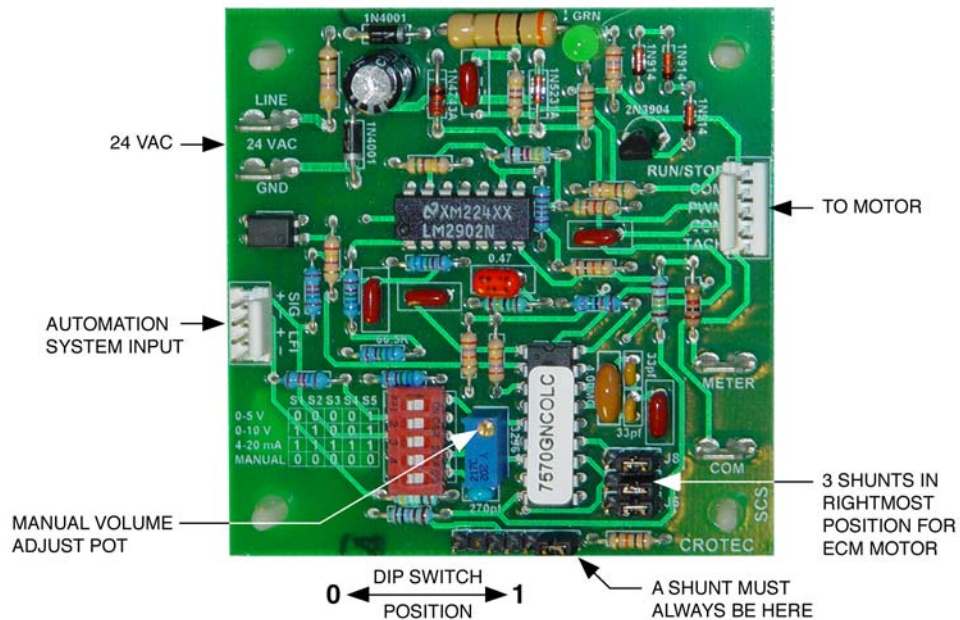 1N4001
GRN
1N4743A
1N5231A
1N914
1N914
1N914
2N3904
LINE
24 VAC
GND
1N4001
24 VAC
RUN/STOP
COM
PWM
COM
TACH
TO MOTOR
XM224XX
LM2902N
0.47
+ - + -
SIG LFI
AUTOMATION
SYSTEM INPUT
66.5K
33pf
33pf
METER
S1 S2 S3 S4 S5
0-5 V 0 0 0 0 1
0-10 V 1 1 0 0 1
4-20 mA 1 1 1 1 1
MANUAL 0 0 0 0 0
3296
7570GNCOLC
J8
COM
SCS
270pf
CROTEC
MANUAL VOLUME
ADJUST POT
3 SHUNTS IN
RIGHTMOST
POSITION FOR
ECM MOTOR
0 DIP SWITCH 1
POSITION
A SHUNT MUST
ALWAYS BE HERE